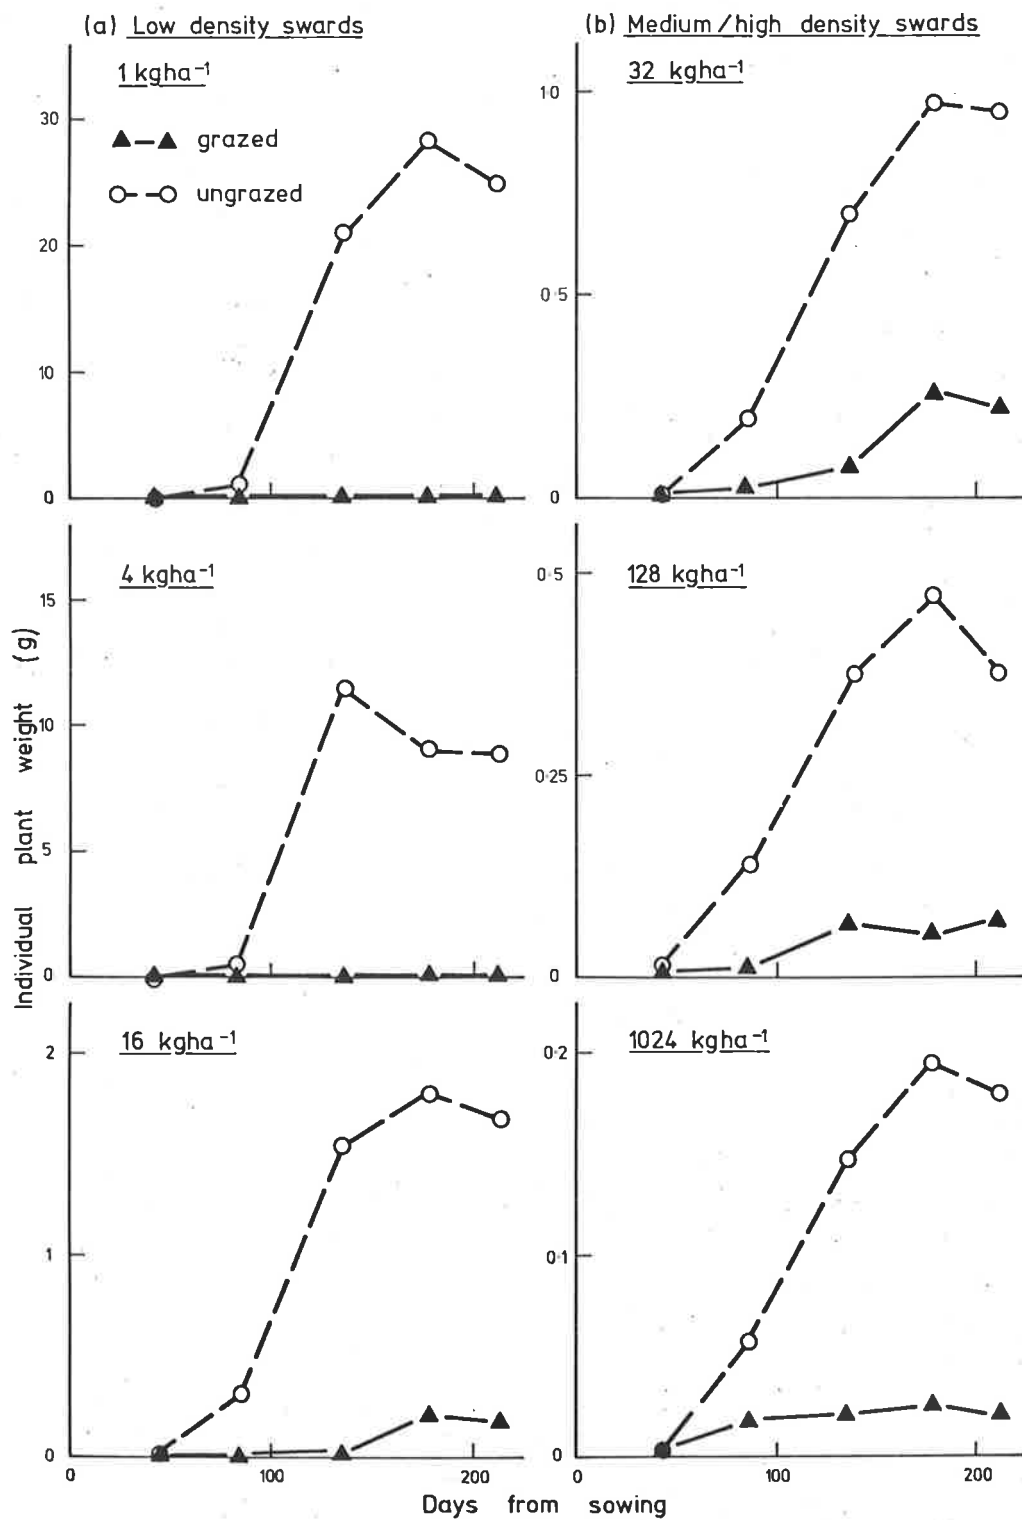 (a) Low density swards
1 kgha⁻¹
30
▲—▲ grazed
○--○ ungrazed
20
10
0
4 kgha⁻¹
15
10
5
0
16 kgha⁻¹
2
1
0
0 100 200
(b) Medium/high density swards
32 kgha⁻¹
1·0
0·5
0
128 kgha⁻¹
0·5
0·25
0
1024 kgha⁻¹
0·2
0·1
0
0 100 200
Individual plant weight (g)
Days from sowing